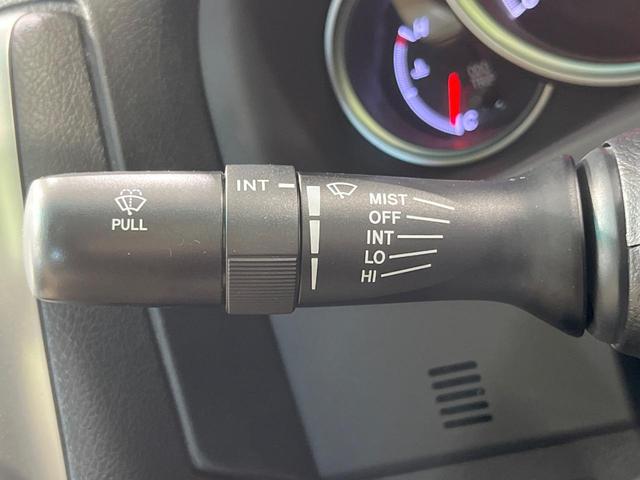 PULL
INT
MIST
OFF
INT
LO
HI